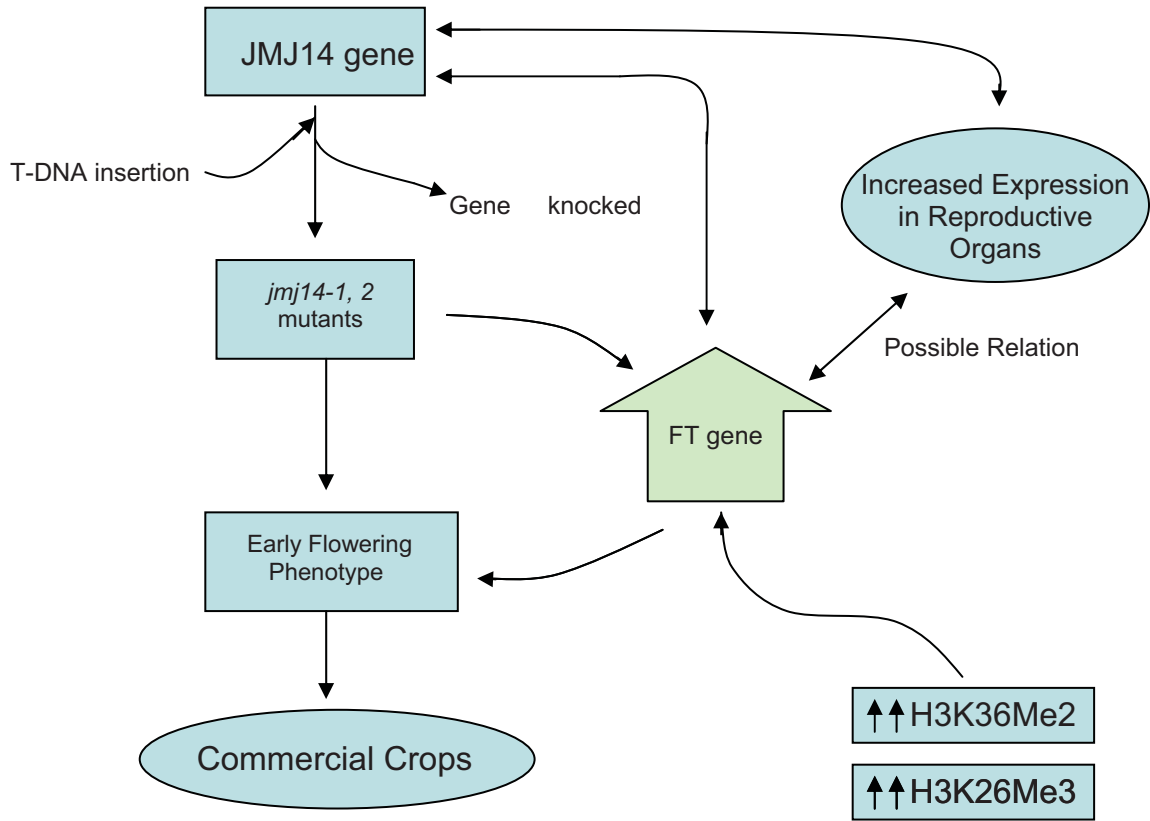 JMJ14 gene
T-DNA insertion
Gene knocked
Increased Expression
in Reproductive
Organs
jmj14-1, 2
mutants
Possible Relation
FT gene
Early Flowering
Phenotype
H3K36Me2
Commercial Crops
H3K26Me3